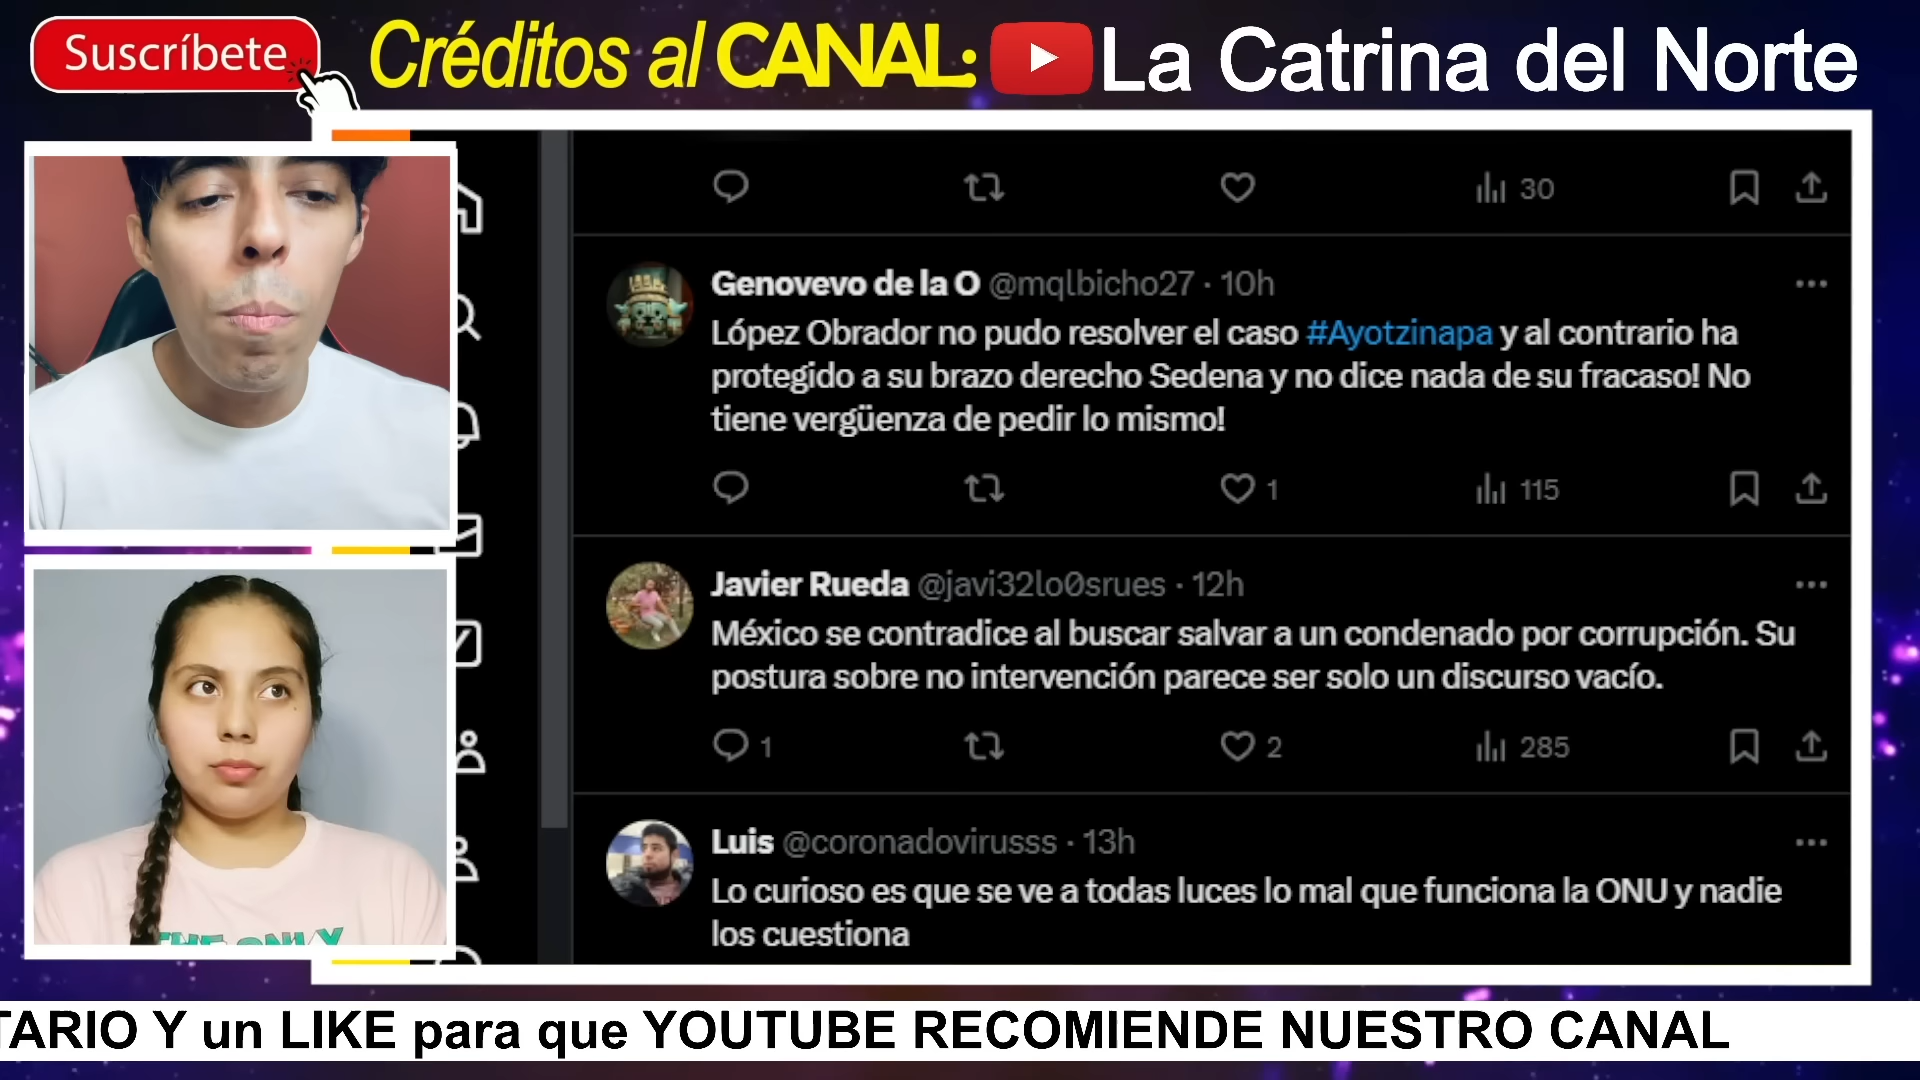 Suscríbete
Créditos al CANAL:
La Catrina del Norte
30
Genovevo de la O @mqlbicho27 · 10h
López Obrador no pudo resolver el caso #Ayotzinapa y al contrario ha
protegido a su brazo derecho Sedena y no dice nada de su fracaso! No
tiene vergüenza de pedir lo mismo!
1
115
Javier Rueda @javi32lo0srues · 12h
México se contradice al buscar salvar a un condenado por corrupción. Su
postura sobre no intervención parece ser solo un discurso vacío.
1
2
285
Luis @coronadovirusss · 13h
Lo curioso es que se ve a todas luces lo mal que funciona la ONU y nadie
los cuestiona
THE ONLY
TARIO Y un LIKE para que YOUTUBE RECOMIENDE NUESTRO CANAL